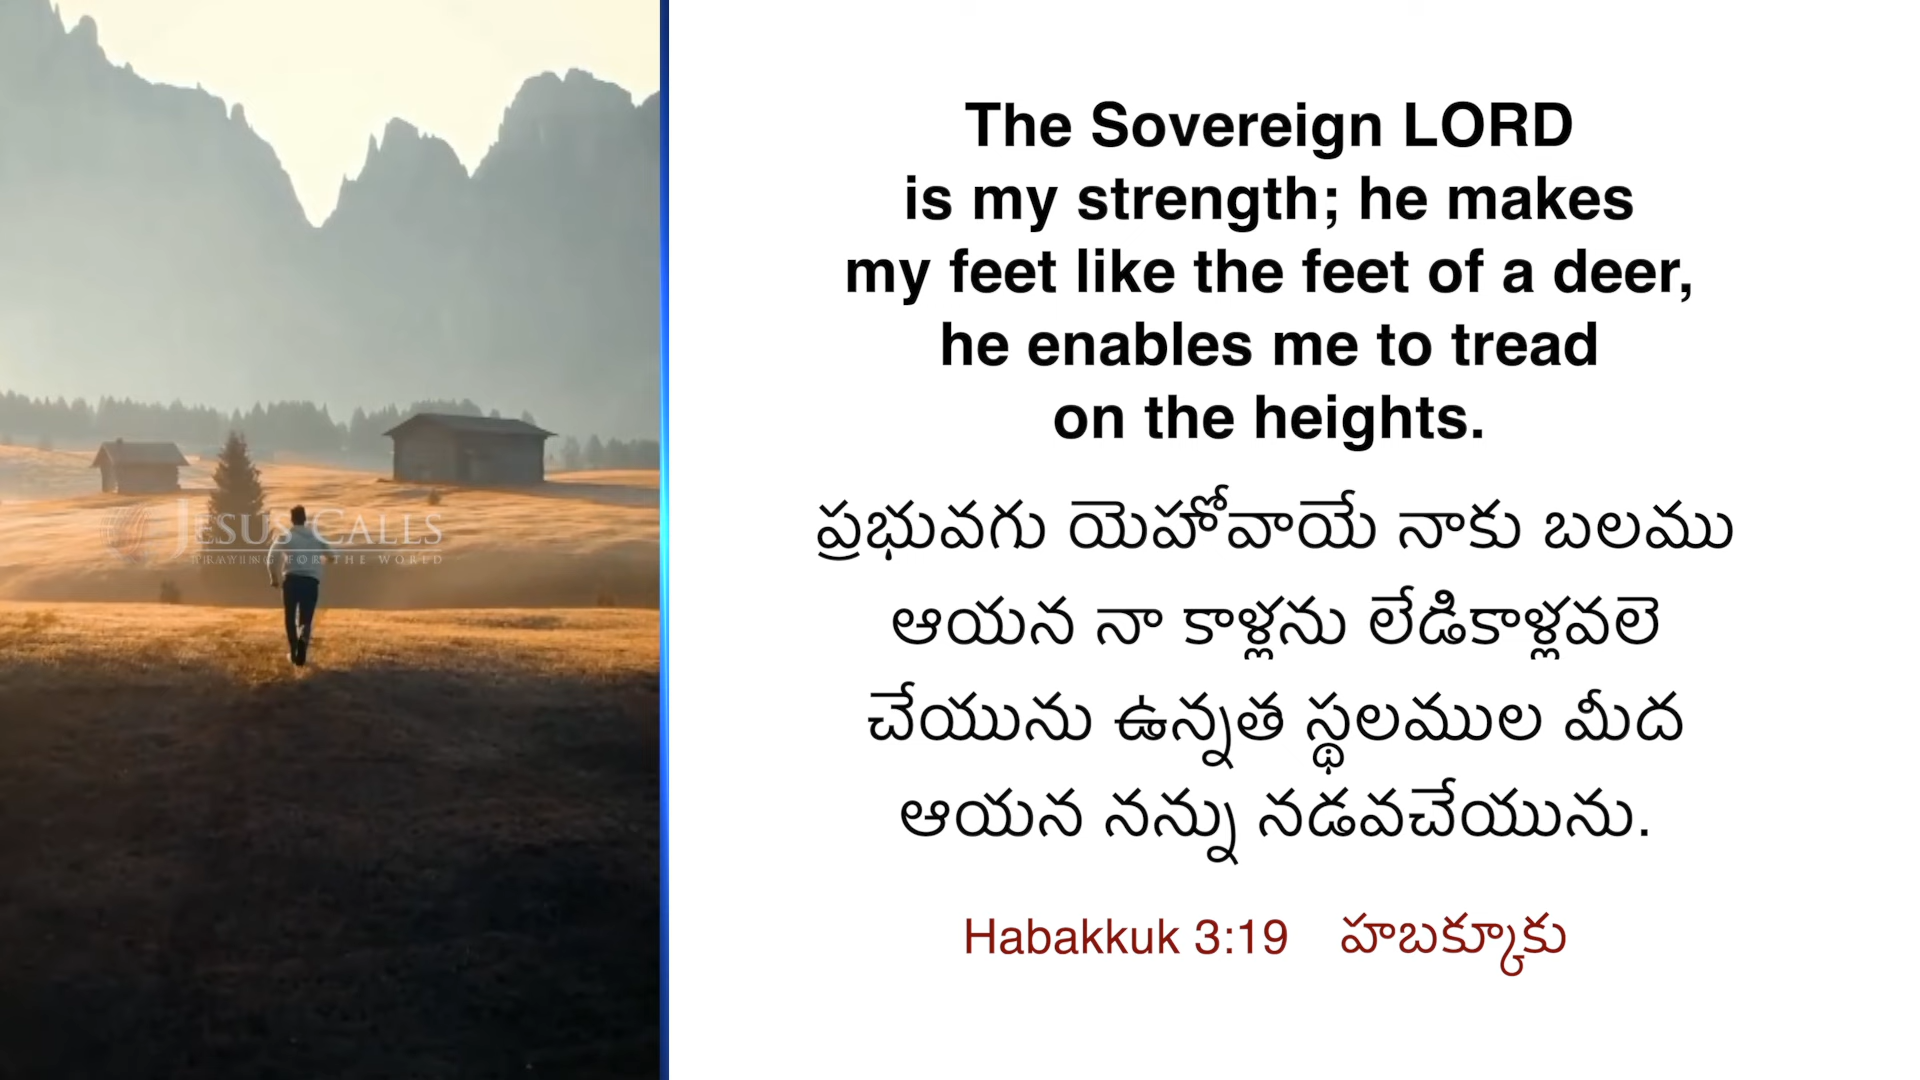 JESUS CALLS
PRAYING FOR THE WORLD
The Sovereign LORD
is my strength; he makes
my feet like the feet of a deer,
he enables me to tread
on the heights.
ప్రభువగు యెహోవాయే నాకు బలము
ఆయన నా కాళ్లను లేడికాళ్లవలె
చేయును ఉన్నత స్థలముల మీద
ఆయన నన్ను నడవచేయును.
Habakkuk 3:19 హబక్కూకు